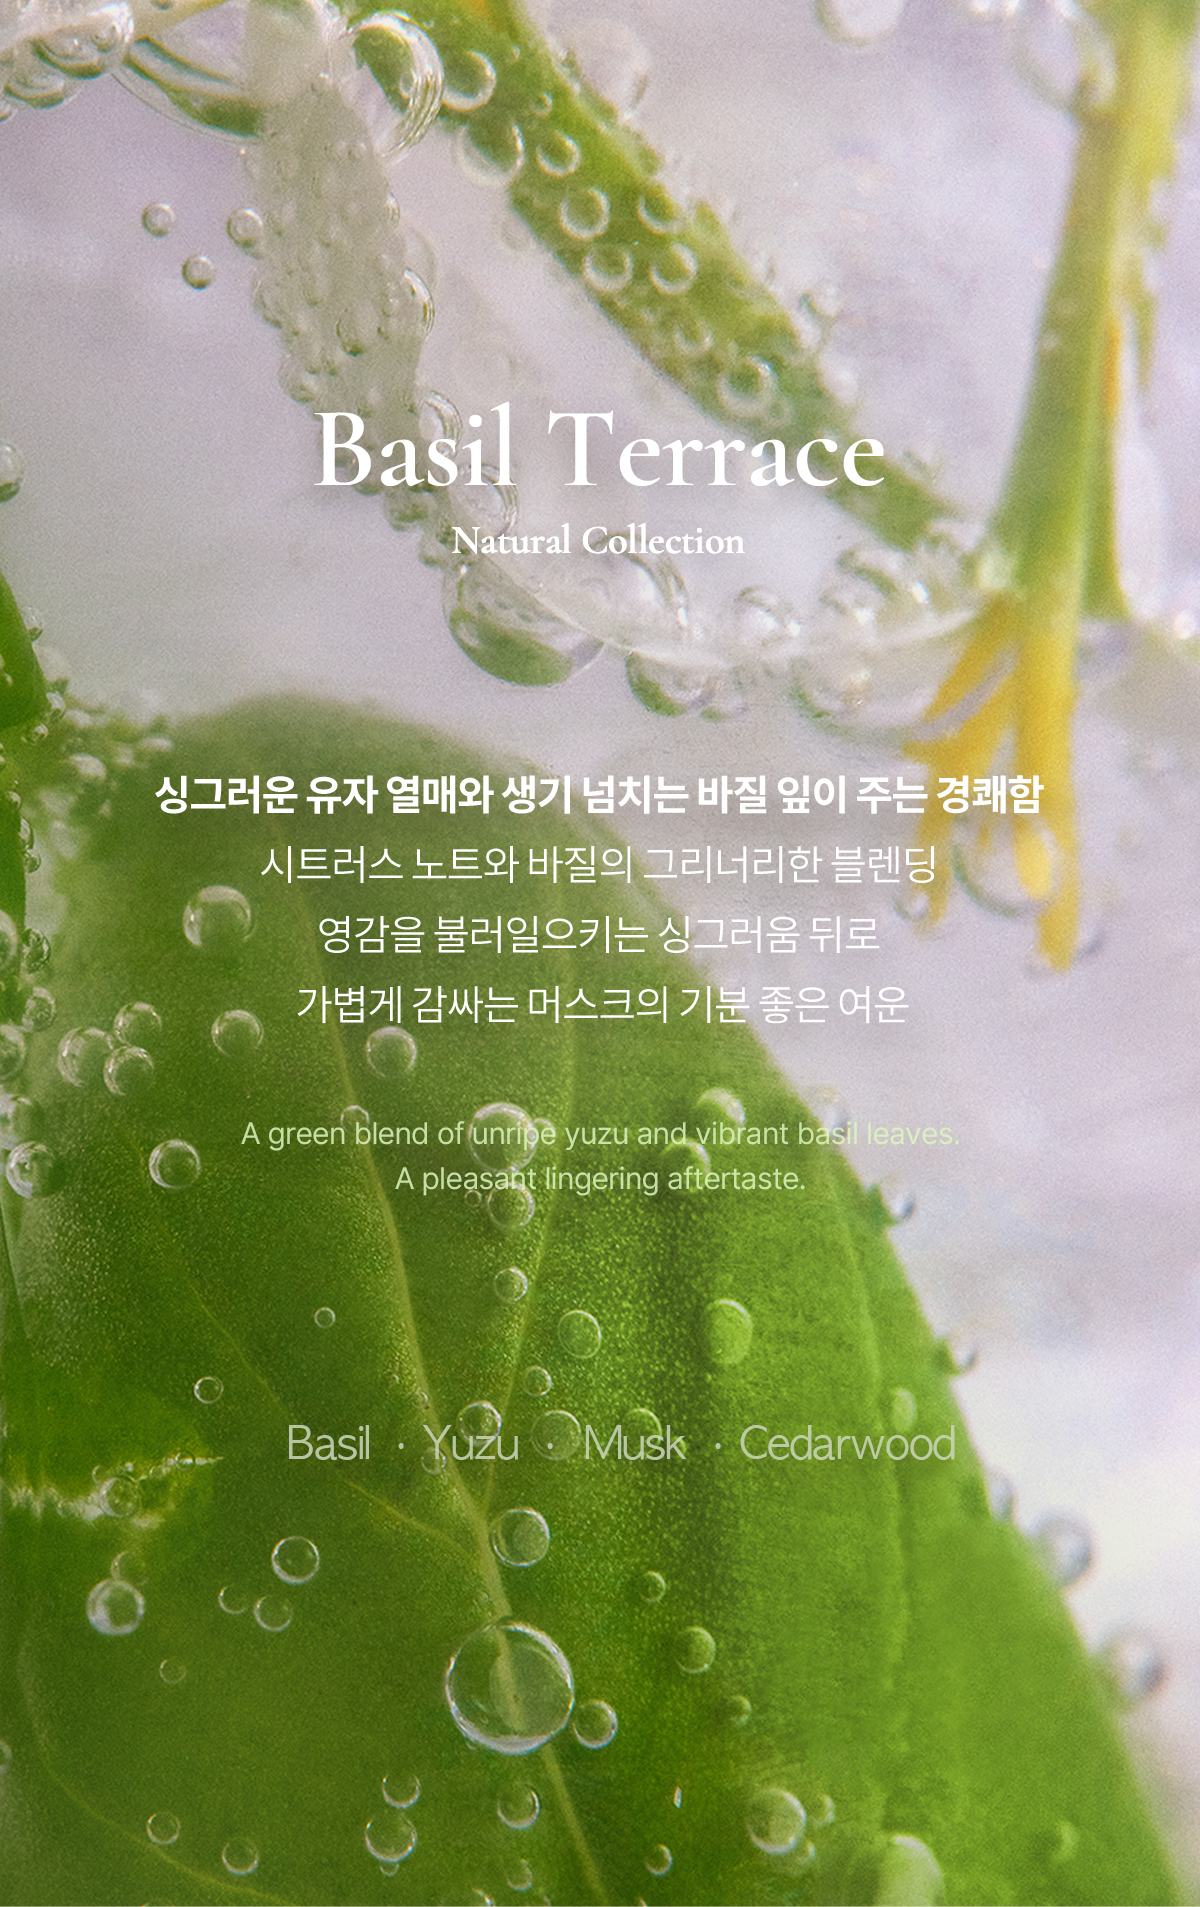 Basil Terrace
Natural Collection
싱그러운 유자 열매와 생기 넘치는 바질 잎이 주는 경쾌함
시트러스 노트와 바질의 그리너리한 블렌딩
영감을 불러일으키는 싱그러움 뒤로
가볍게 감싸는 머스크의 기분 좋은 여운
A green blend of unripe yuzu and vibrant basil leaves.
A pleasant lingering aftertaste.
Basil · Yuzu · Musk · Cedarwood